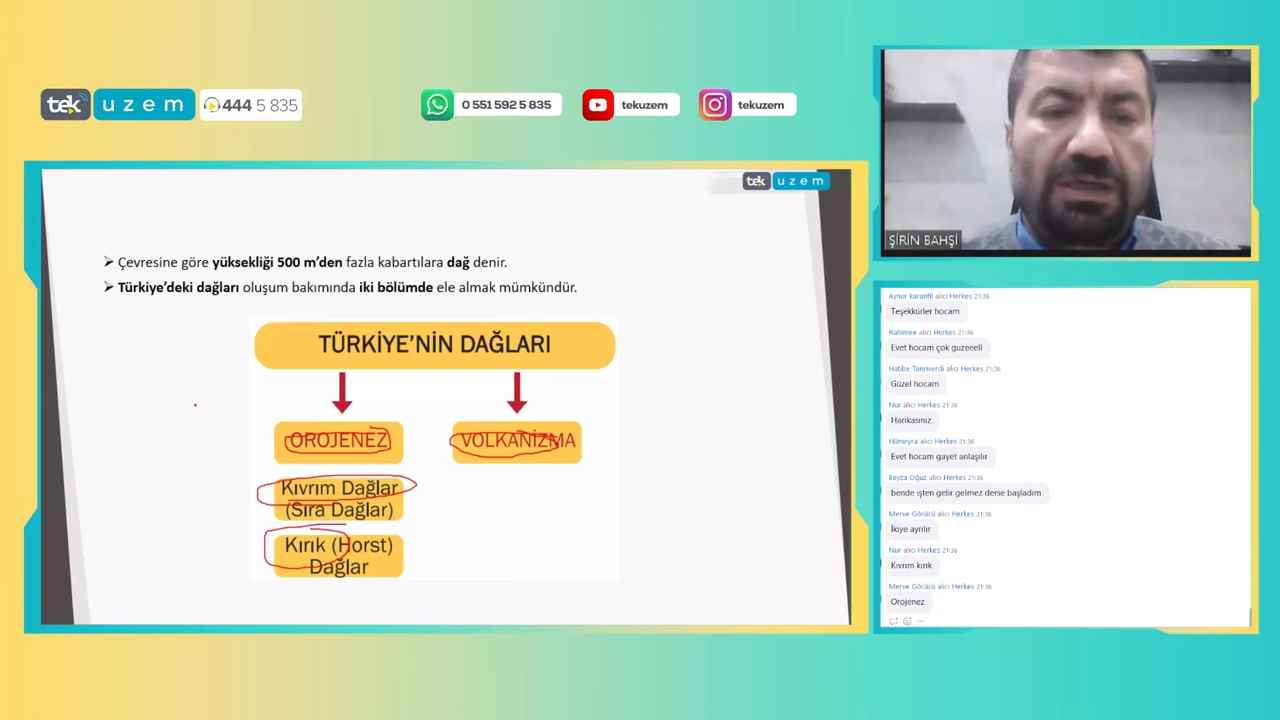 tek uzem 444 5 835
0 551 592 5 835
tekuzem
tekuzem
tek uzem
➢ Çevresine göre yüksekliği 500 m’den fazla kabartılara dağ denir.
➢ Türkiye’deki dağları oluşum bakımında iki bölümde ele almak mümkündür.
TÜRKİYE’NİN DAĞLARI
OROJENEZ
VOLKANİZMA
Kıvrım Dağlar
(Sıra Dağlar)
Kırık (Horst)
Dağlar
ŞİRİN BAHŞİ
Aynur karanfil alıcı Herkes 21:36
Teşekkürler hocam
Rahimee alıcı Herkes 21:36
Evet hocam çok guzeeell
Hatibe Tanrıverdi alıcı Herkes 21:36
Güzel hocam
Nur alıcı Herkes 21:36
Harikasınız
Hümeyra alıcı Herkes 21:36
Evet hocam gayet anlaşılır
Beyza Oğuz alıcı Herkes 21:36
bende işten gelir gelmez derse başladım
Merve Görücü alıcı Herkes 21:36
İkiye ayrılır
Nur alıcı Herkes 21:36
Kıvrım kırık
Merve Görücü alıcı Herkes 21:36
Orojenez